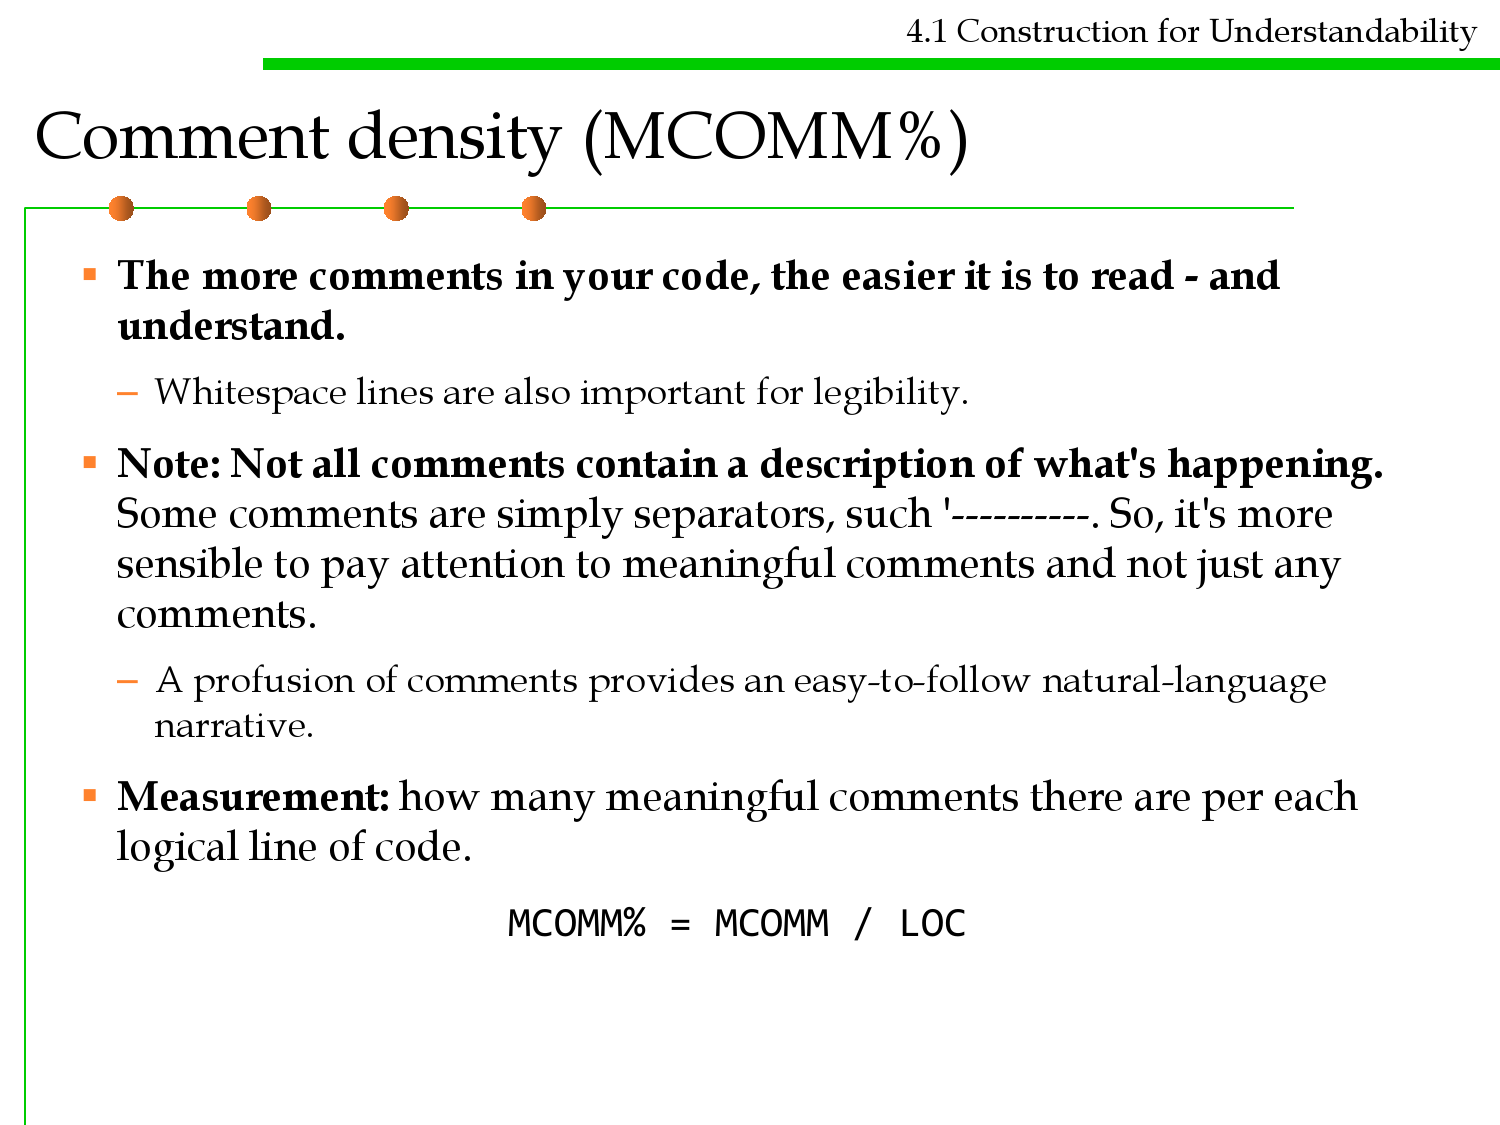 4.1 Construction for Understandability
Comment density (MCOMM%)
▪ The more comments in your code, the easier it is to read - and
understand.
– Whitespace lines are also important for legibility.
▪ Note: Not all comments contain a description of what's happening.
Some comments are simply separators, such '----------. So, it's more
sensible to pay attention to meaningful comments and not just any
comments.
– A profusion of comments provides an easy-to-follow natural-language
narrative.
▪ Measurement: how many meaningful comments there are per each
logical line of code.
MCOMM% = MCOMM / LOC